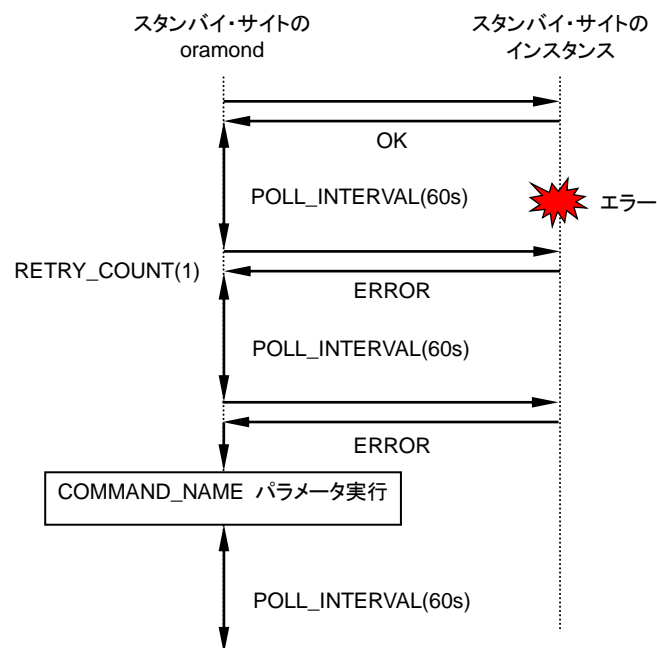 スタンバイ・サイトの
oramond
スタンバイ・サイトの
インスタンス
OK
POLL_INTERVAL(60s)
エラー
RETRY_COUNT(1)
ERROR
POLL_INTERVAL(60s)
ERROR
COMMAND_NAME パラメータ実行
POLL_INTERVAL(60s)